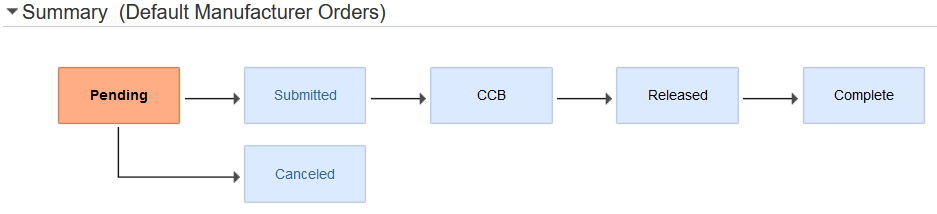 Summary (Default Manufacturer Orders)
Pending
Submitted
CCB
Released
Complete
Canceled